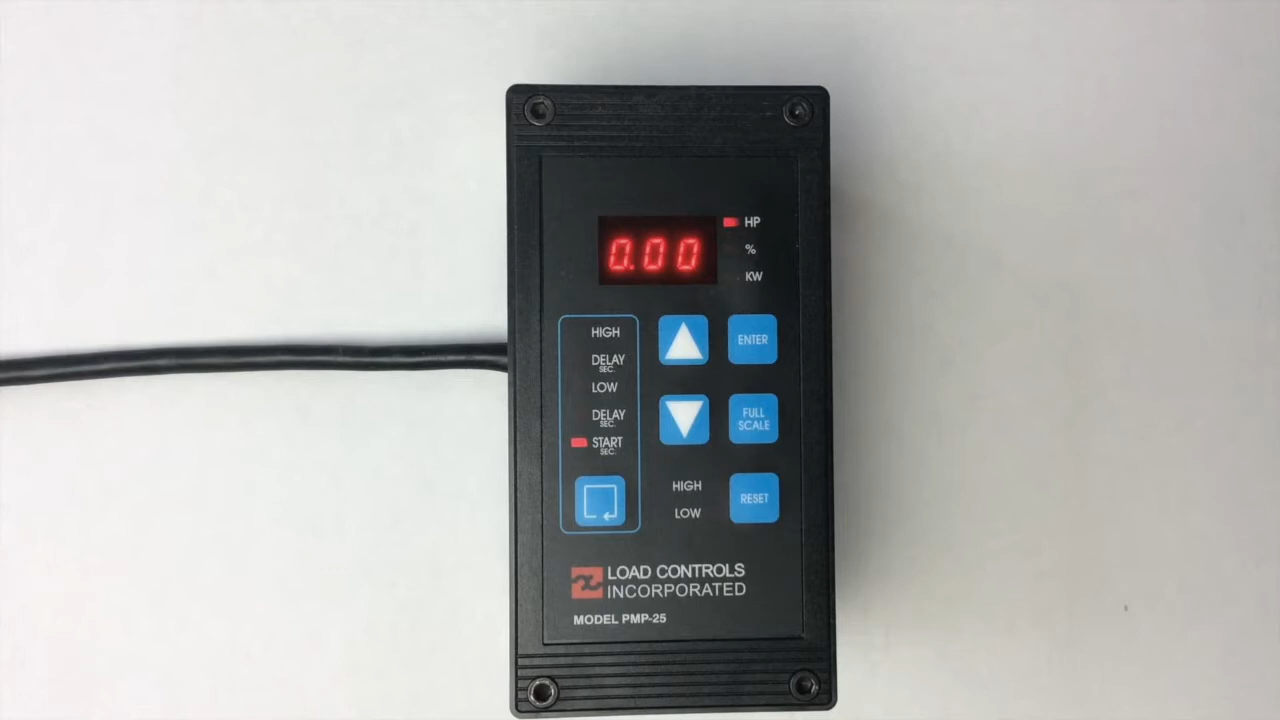 0.00
HP
%
KW
HIGH
DELAY
SEC.
LOW
DELAY
SEC.
START
SEC.
ENTER
FULL
SCALE
HIGH
LOW
RESET
LOAD CONTROLS
INCORPORATED
MODEL PMP-25